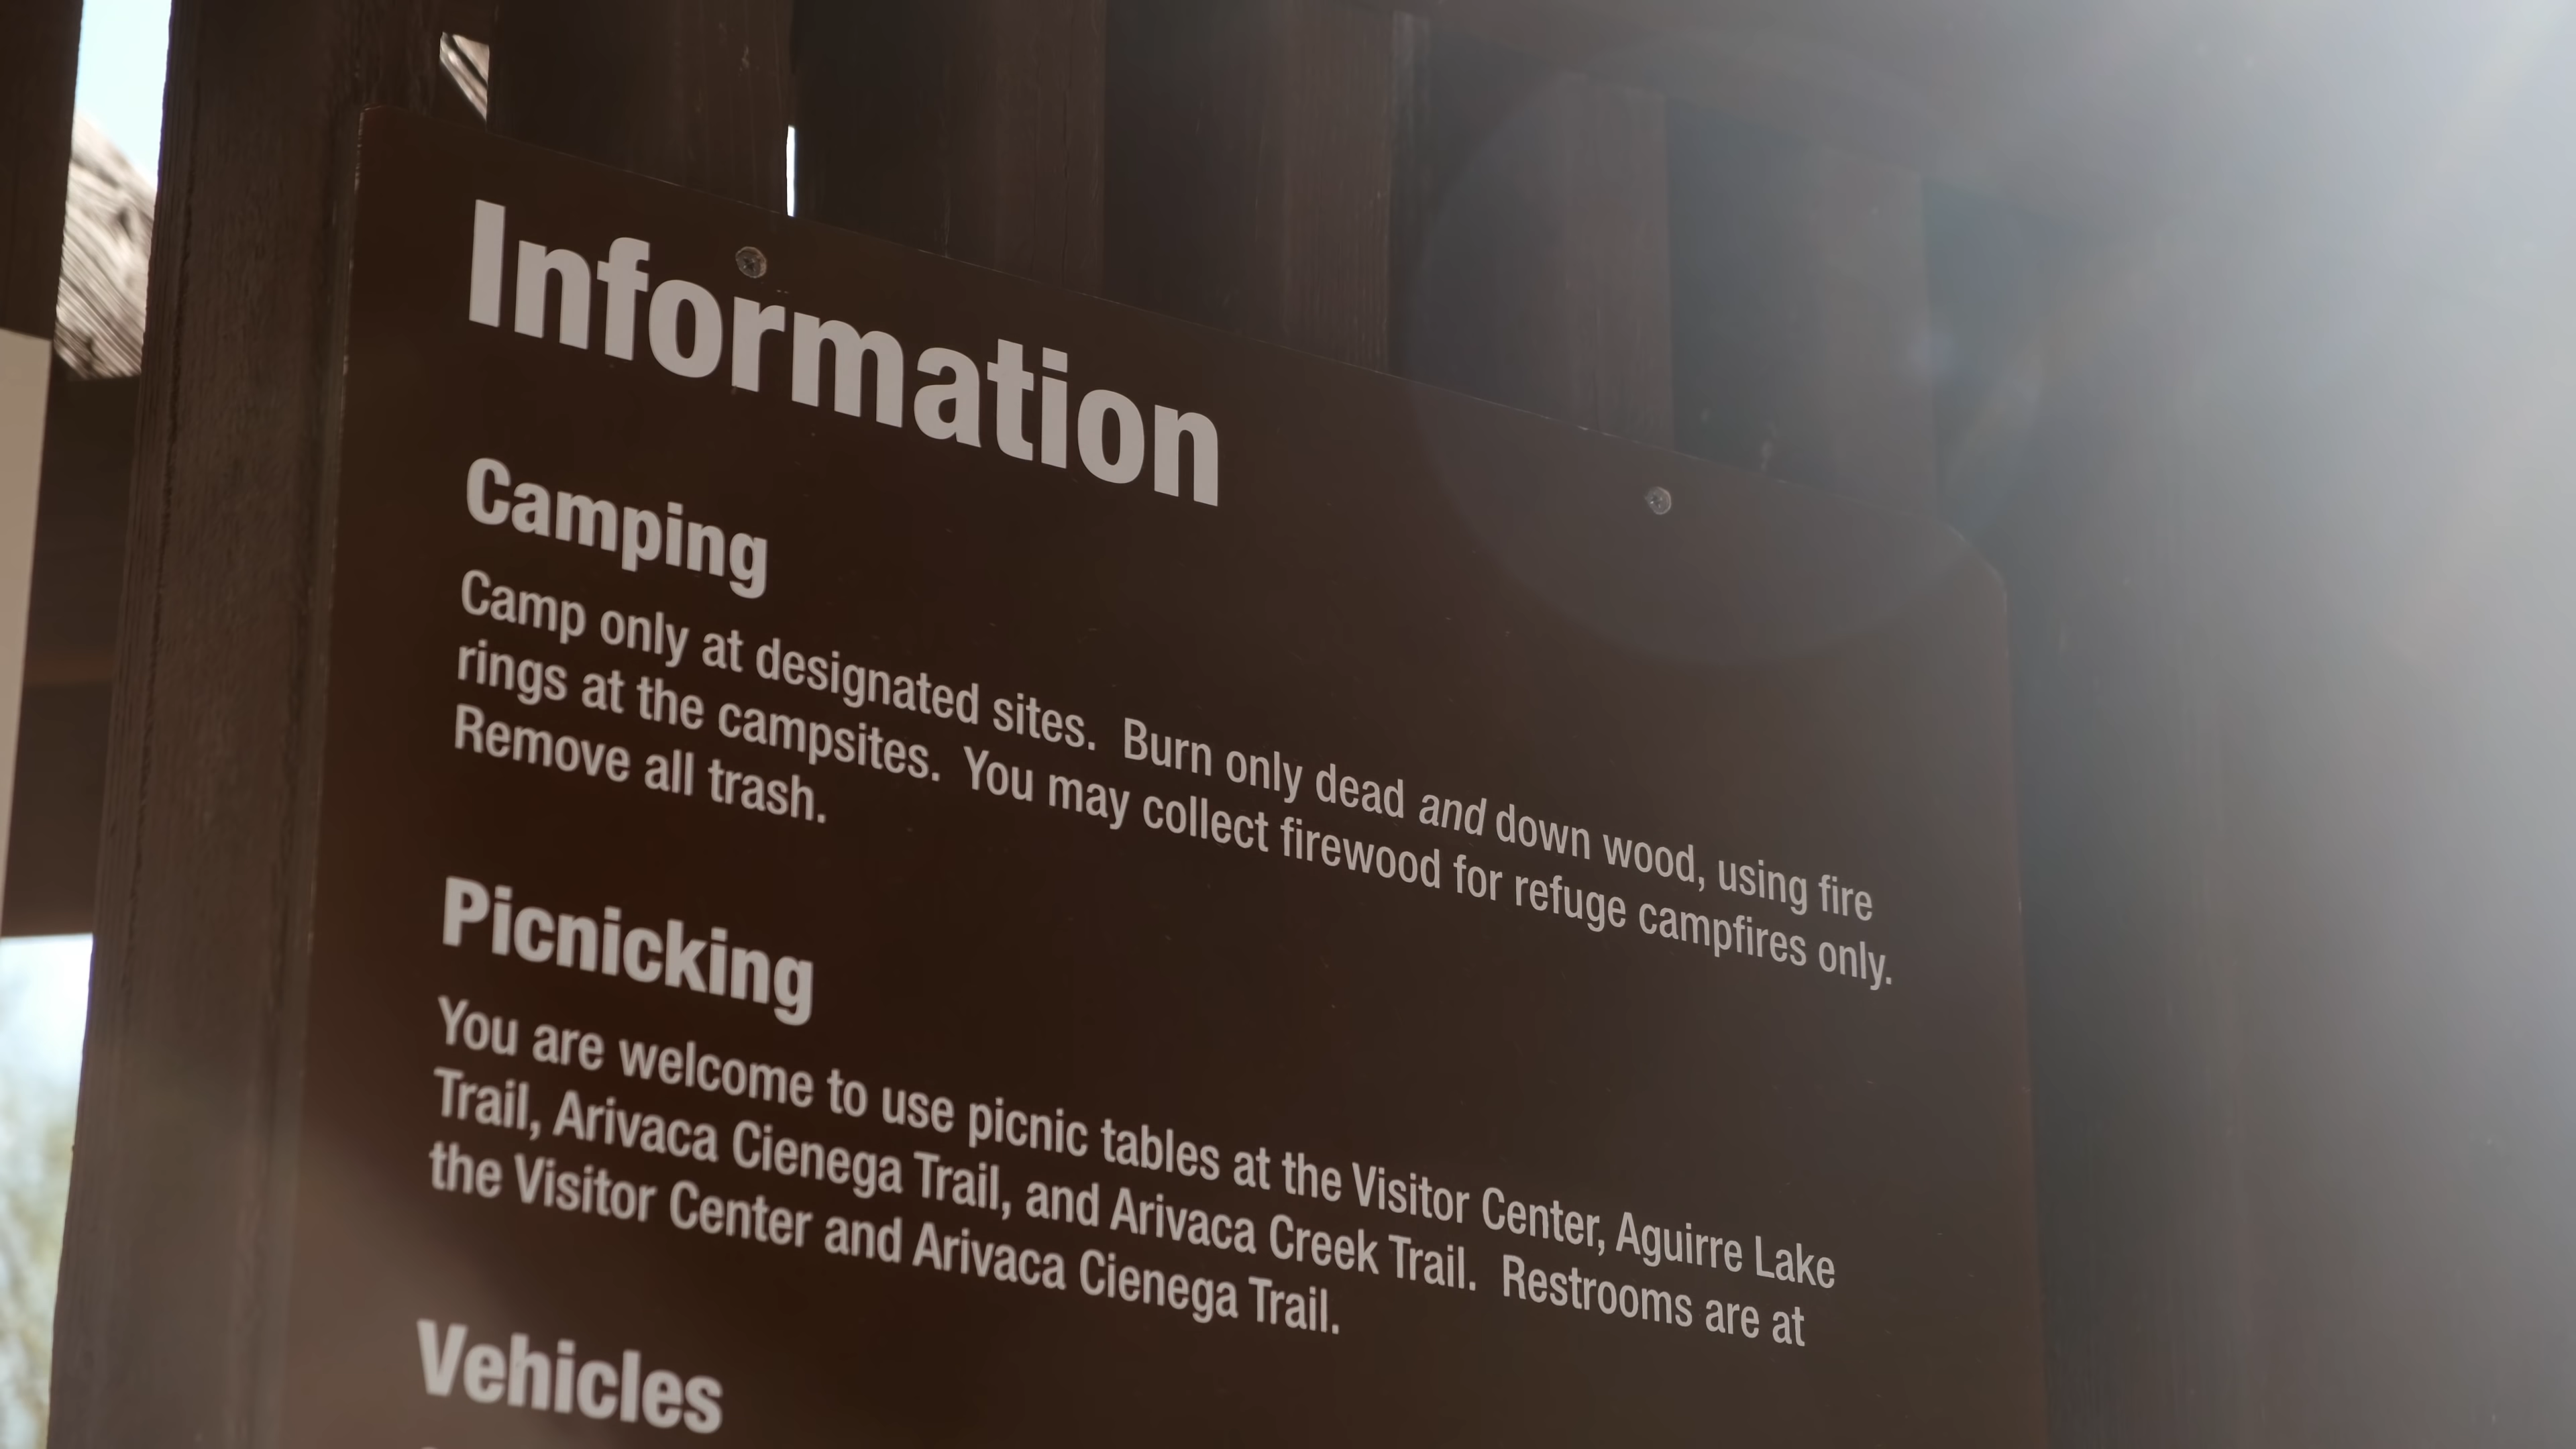 Information
Camping
Camp only at designated sites.  Burn only dead and down wood, using fire
rings at the campsites.  You may collect firewood for refuge campfires only.
Remove all trash.
Picnicking
You are welcome to use picnic tables at the Visitor Center, Aguirre Lake
Trail, Arivaca Cienega Trail, and Arivaca Creek Trail.  Restrooms are at
the Visitor Center and Arivaca Cienega Trail.
Vehicles